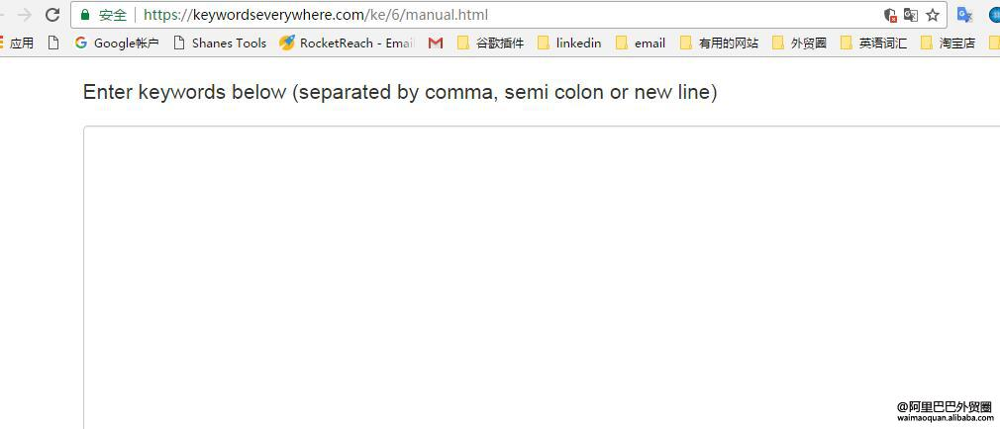 安全 https://keywordseverywhere.com/ke/6/manual.html
应用 Google帐户 Shanes Tools RocketReach - Email 谷歌插件 linkedin email 有用的网站 外贸圈 英语词汇 淘宝店
Enter keywords below (separated by comma, semi colon or new line)
@阿里巴巴外贸圈
waimaoquan.alibaba.com